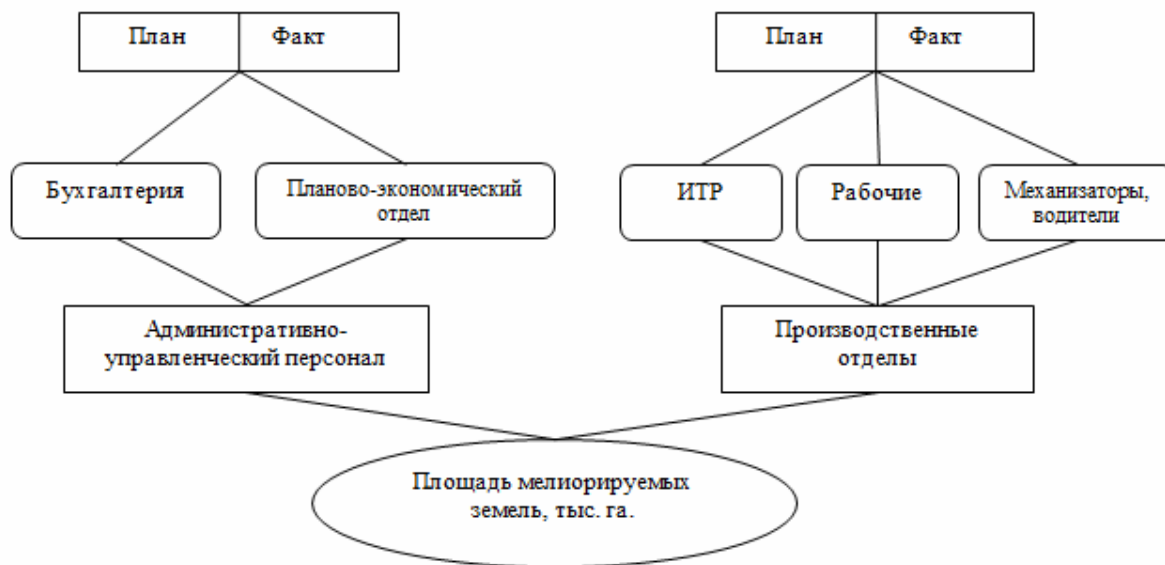 План Факт
План Факт
Бухгалтерия
Планово-экономический
отдел
ИТР
Рабочие
Механизаторы,
водители
Административно-
управленческий персонал
Производственные
отделы
Площадь мелиорируемых
земель, тыс. га.